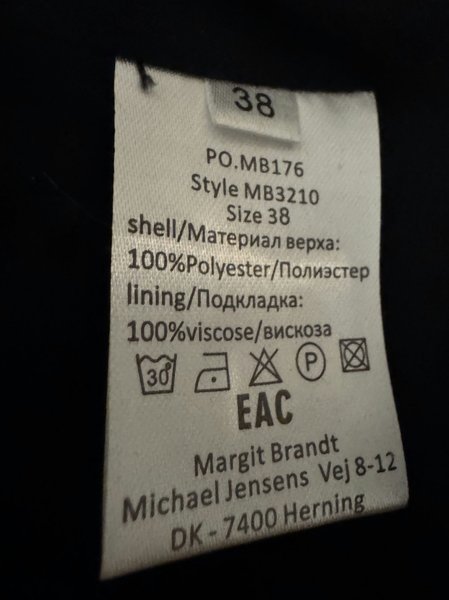 38
PO.MB176
Style MB3210
Size 38
shell/Материал верха:
100%Polyester/Полиэстер
lining/Подкладка:
100%viscose/вискоза
30° P
EAC
Margit Brandt
Michael Jensens Vej 8-12
DK - 7400 Herning